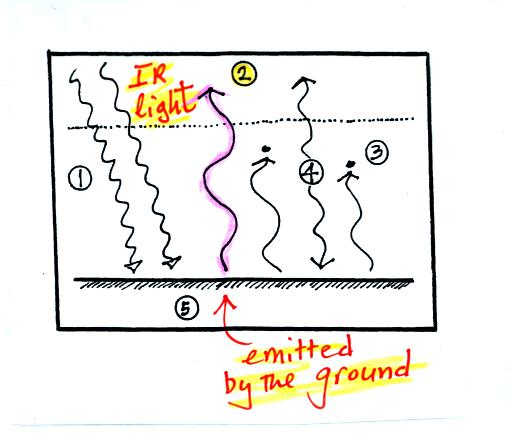 IR
light
②
①
③
④
⑤
emitted
by the ground